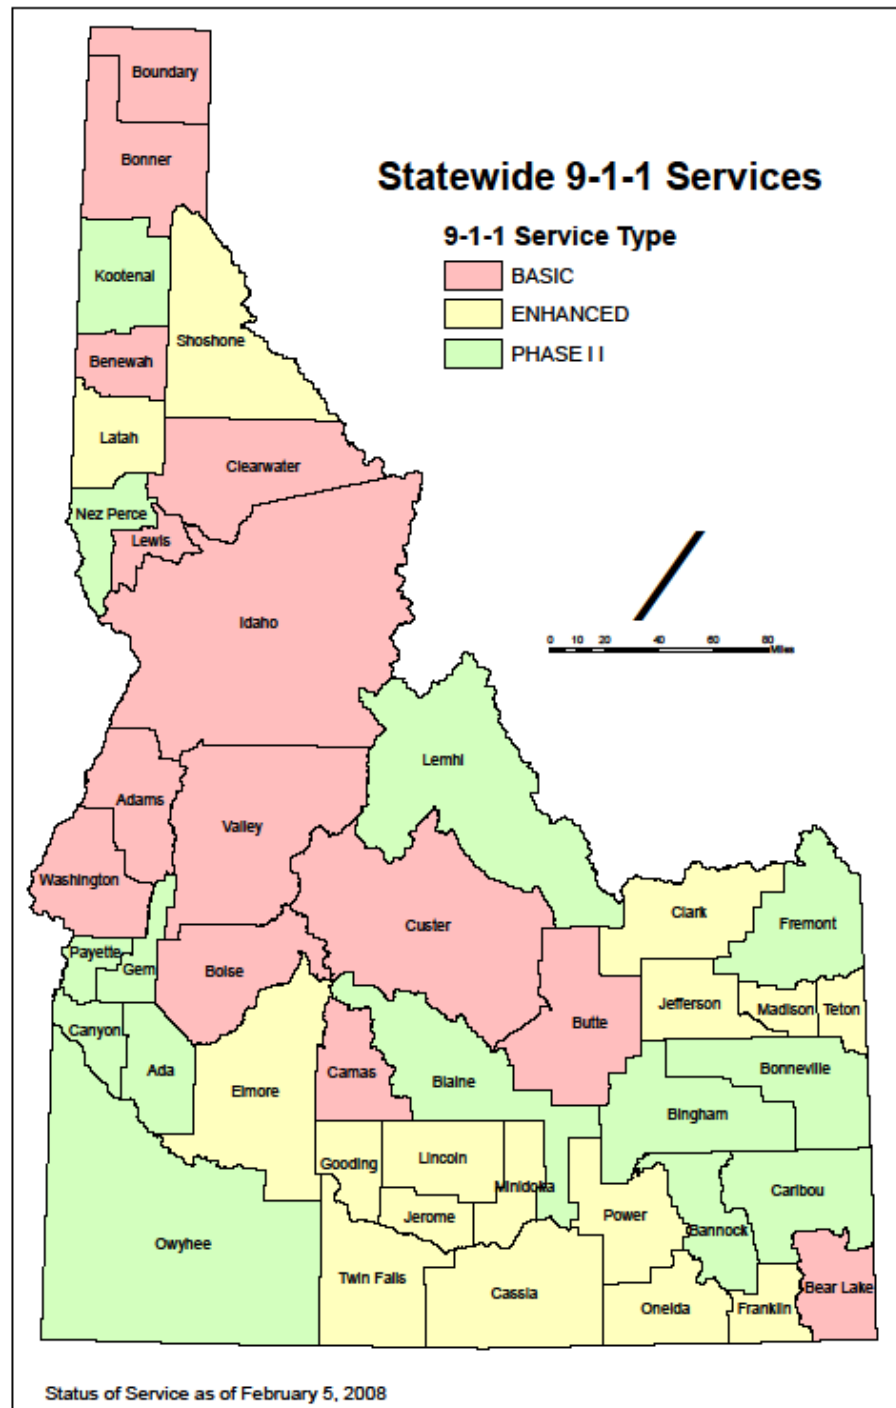 Boundary
Bonner
Statewide 9-1-1 Services
9-1-1 Service Type
BASIC
ENHANCED
PHASE I I
Kootenai
Shoshone
Benewah
Latah
Clearwater
Nez Perce
Lewis
Idaho
0 10 20 40 60 80
Miles
Lemhi
Adams
Valley
Washington
Custer
Clark
Fremont
Payette
Gem
Boise
Jefferson
Madison
Teton
Canyon
Ada
Butte
Elmore
Camas
Blaine
Bonneville
Bingham
Gooding
Lincoln
Minidoka
Caribou
Jerome
Power
Bannock
Owyhee
Twin Falls
Cassia
Oneida
Franklin
Bear Lake
Status of Service as of February 5, 2008